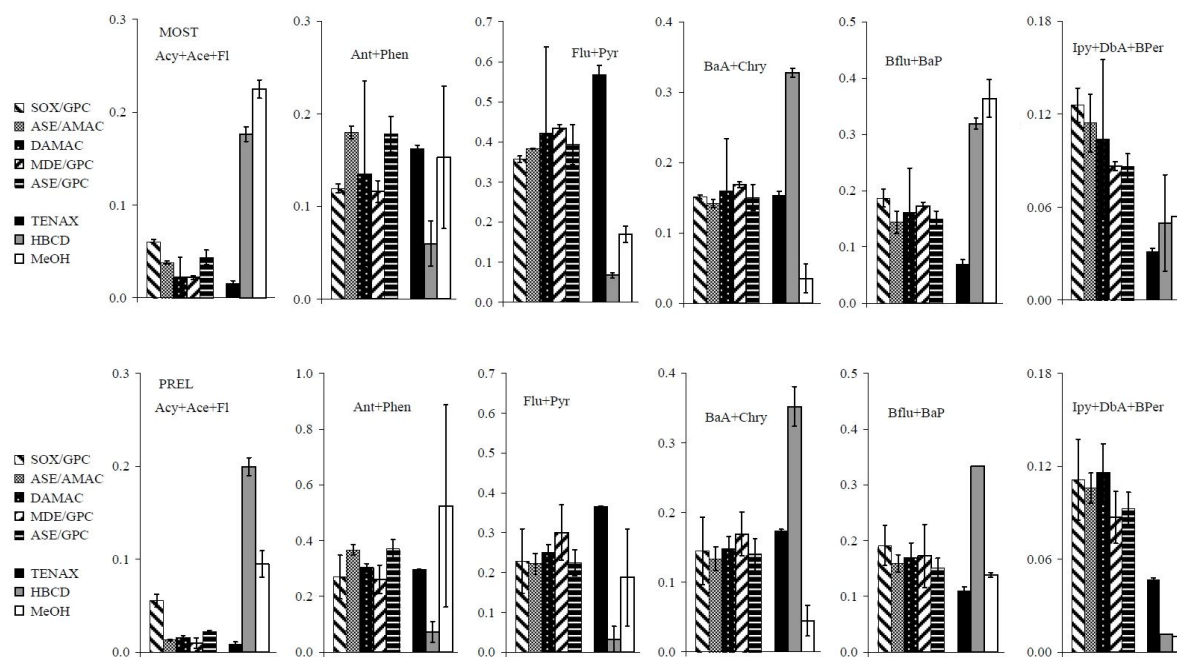 MOST
Acy+Ace+Fl
SOX/GPC
ASE/AMAC
DAMAC
MDE/GPC
ASE/GPC
TENAX
HBCD
MeOH
0.3
0.2
0.1
0.0
Ant+Phen
0.3
0.2
0.1
0.0
Flu+Pyr
0.7
0.6
0.5
0.4
0.3
0.2
0.1
0.0
BaA+Chry
0.4
0.3
0.2
0.1
0.0
Bflu+BaP
0.5
0.4
0.3
0.2
0.1
0.0
Ipy+DbA+BPer
0.18
0.12
0.06
0.00
PREL
Acy+Ace+Fl
SOX/GPC
ASE/AMAC
DAMAC
MDE/GPC
ASE/GPC
TENAX
HBCD
MeOH
0.3
0.2
0.1
0.0
Ant+Phen
1.0
0.8
0.6
0.4
0.2
0.0
Flu+Pyr
0.7
0.6
0.5
0.4
0.3
0.2
0.1
0.0
BaA+Chry
0.4
0.3
0.2
0.1
0.0
Bflu+BaP
0.5
0.4
0.3
0.2
0.1
0.0
Ipy+DbA+BPer
0.18
0.12
0.06
0.00